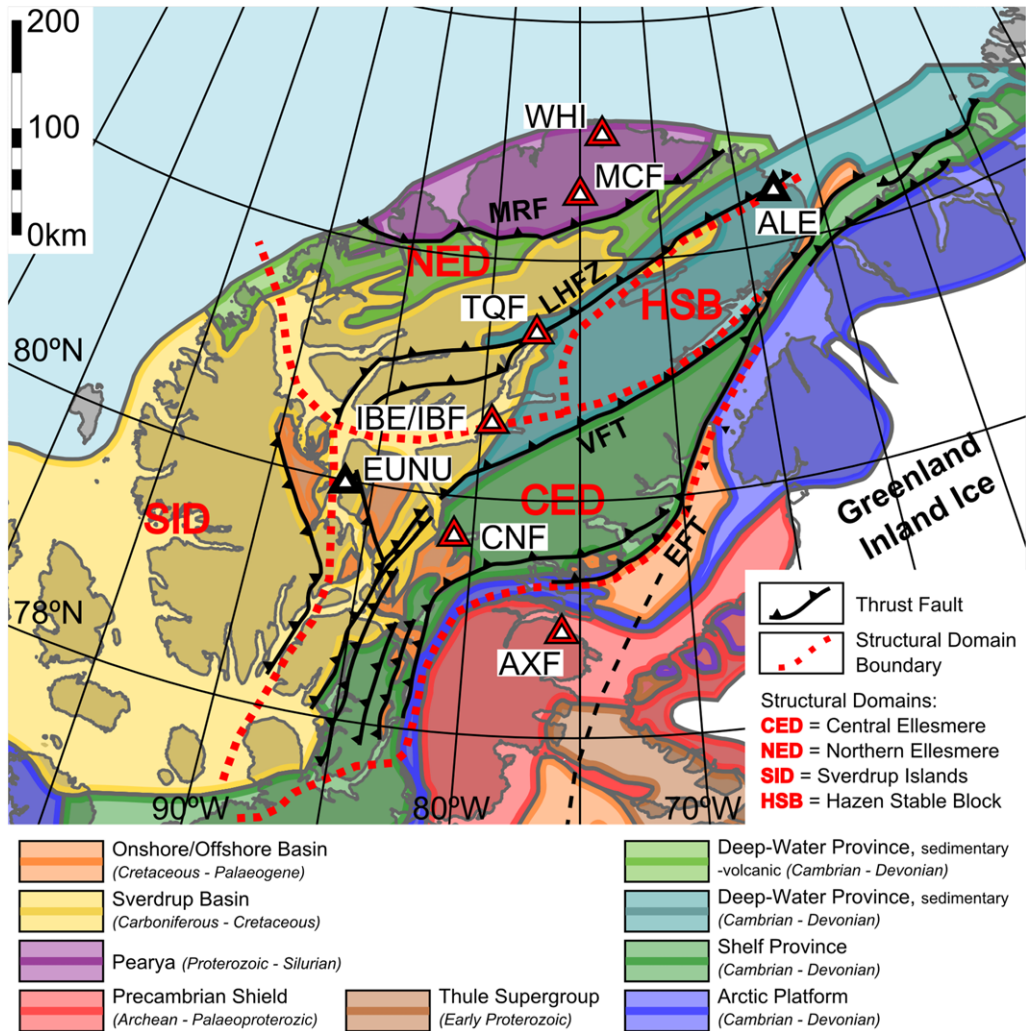 200
100
0km
WHI
MCF
MRF
ALE
NED
LHFZ
HSB
TQF
80ºN
IBE/IBF
VFT
EUNU
SID
CED
CNF
EFT
Greenland
Inland Ice
78ºN
AXF
90ºW
80ºW
70ºW
Thrust Fault
Structural Domain
Boundary
Structural Domains:
CED = Central Ellesmere
NED = Northern Ellesmere
SID = Sverdrup Islands
HSB = Hazen Stable Block
Onshore/Offshore Basin
(Cretaceous - Palaeogene)
Sverdrup Basin
(Carboniferous - Cretaceous)
Pearya (Proterozoic - Silurian)
Precambrian Shield
(Archean - Palaeoproterozic)
Thule Supergroup
(Early Proterozoic)
Deep-Water Province, sedimentary
-volcanic (Cambrian - Devonian)
Deep-Water Province, sedimentary
(Cambrian - Devonian)
Shelf Province
(Cambrian - Devonian)
Arctic Platform
(Cambrian - Devonian)